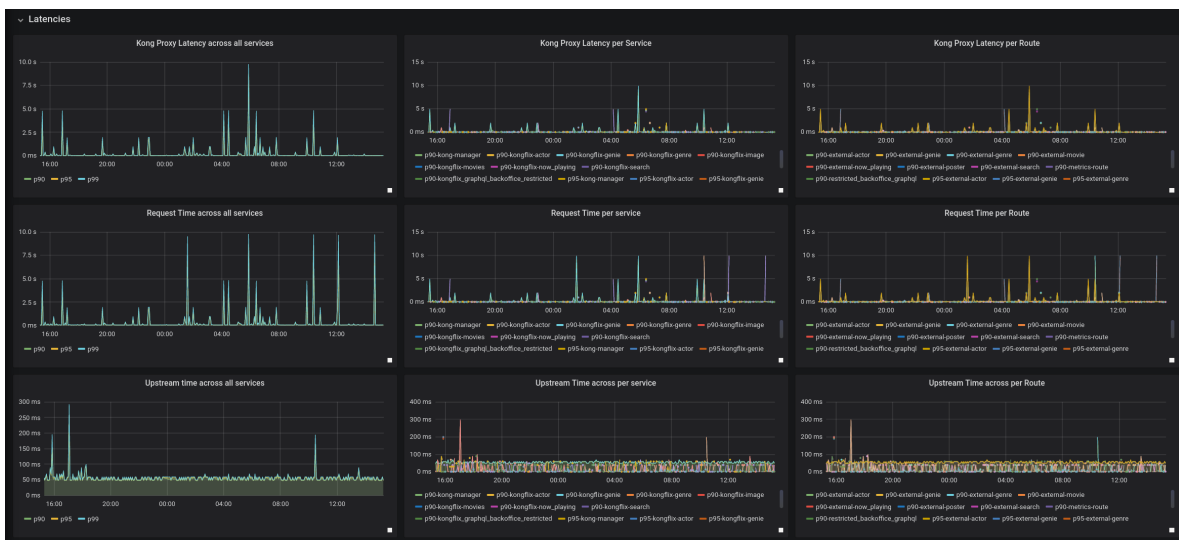 Latencies
Kong Proxy Latency across all services
10.0 s
7.5 s
5.0 s
2.5 s
0 ms
16:00 20:00 00:00 04:00 08:00 12:00
p90 p95 p99
Kong Proxy Latency per Service
15 s
10 s
5 s
0 ms
16:00 20:00 00:00 04:00 08:00 12:00
p90-kong-manager p90-kongflix-actor p90-kongflix-genie p90-kongflix-genre p90-kongflix-image
p90-kongflix-movies p90-kongflix-now_playing p90-kongflix-search
p90-kongflix_graphql_backoffice_restricted p95-kong-manager p95-kongflix-actor p95-kongflix-genie
Kong Proxy Latency per Route
15 s
10 s
5 s
0 ms
16:00 20:00 00:00 04:00 08:00 12:00
p90-external-actor p90-external-genie p90-external-genre p90-external-movie
p90-external-now_playing p90-external-poster p90-external-search p90-metrics-route
p90-restricted_backoffice_graphql p95-external-actor p95-external-genie p95-external-genre
Request Time across all services
10.0 s
7.5 s
5.0 s
2.5 s
0 ms
16:00 20:00 00:00 04:00 08:00 12:00
p90 p95 p99
Request Time per service
15 s
10 s
5 s
0 ms
16:00 20:00 00:00 04:00 08:00 12:00
p90-kong-manager p90-kongflix-actor p90-kongflix-genie p90-kongflix-genre p90-kongflix-image
p90-kongflix-movies p90-kongflix-now_playing p90-kongflix-search
p90-kongflix_graphql_backoffice_restricted p95-kong-manager p95-kongflix-actor p95-kongflix-genie
Request Time per Route
15 s
10 s
5 s
0 ms
16:00 20:00 00:00 04:00 08:00 12:00
p90-external-actor p90-external-genie p90-external-genre p90-external-movie
p90-external-now_playing p90-external-poster p90-external-search p90-metrics-route
p90-restricted_backoffice_graphql p95-external-actor p95-external-genie p95-external-genre
Upstream time across all services
300 ms
250 ms
200 ms
150 ms
100 ms
50 ms
0 ms
16:00 20:00 00:00 04:00 08:00 12:00
p90 p95 p99
Upstream Time across per service
400 ms
300 ms
200 ms
100 ms
0 ms
16:00 20:00 00:00 04:00 08:00 12:00
p90-kong-manager p90-kongflix-actor p90-kongflix-genie p90-kongflix-genre p90-kongflix-image
p90-kongflix-movies p90-kongflix-now_playing p90-kongflix-search
p90-kongflix_graphql_backoffice_restricted p95-kong-manager p95-kongflix-actor p95-kongflix-genie
Upstream Time across per Route
400 ms
300 ms
200 ms
100 ms
0 ms
16:00 20:00 00:00 04:00 08:00 12:00
p90-external-actor p90-external-genie p90-external-genre p90-external-movie
p90-external-now_playing p90-external-poster p90-external-search p90-metrics-route
p90-restricted_backoffice_graphql p95-external-actor p95-external-genie p95-external-genre